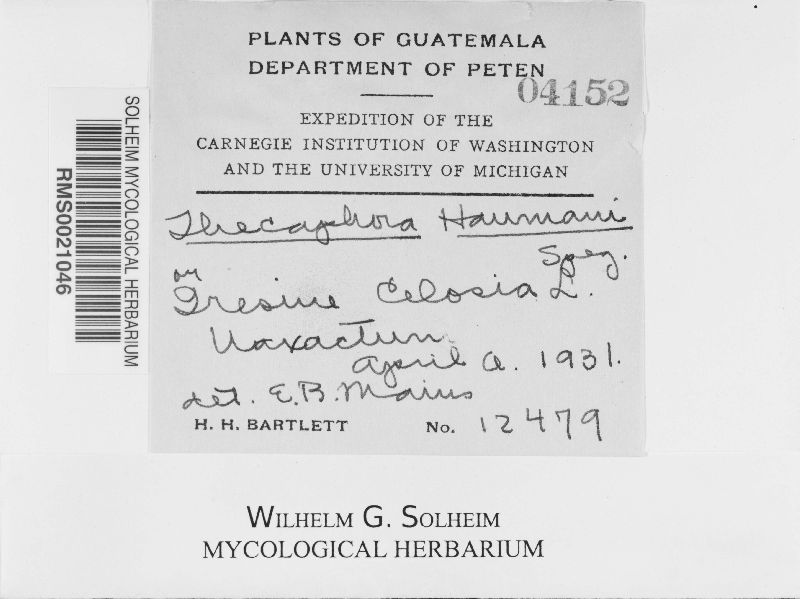 PLANTS OF GUATEMALA
DEPARTMENT OF PETEN
04152
EXPEDITION OF THE
CARNEGIE INSTITUTION OF WASHINGTON
AND THE UNIVERSITY OF MICHIGAN
Thecaphora Haumani
Speg.
on
Iresine Celosia L.
Uaxactun
April 6. 1931.
det. E.B. Mains
H. H. BARTLETT No. 12479
SOLHEIM MYCOLOGICAL HERBARIUM
RMS0021046
WILHELM G. SOLHEIM
MYCOLOGICAL HERBARIUM